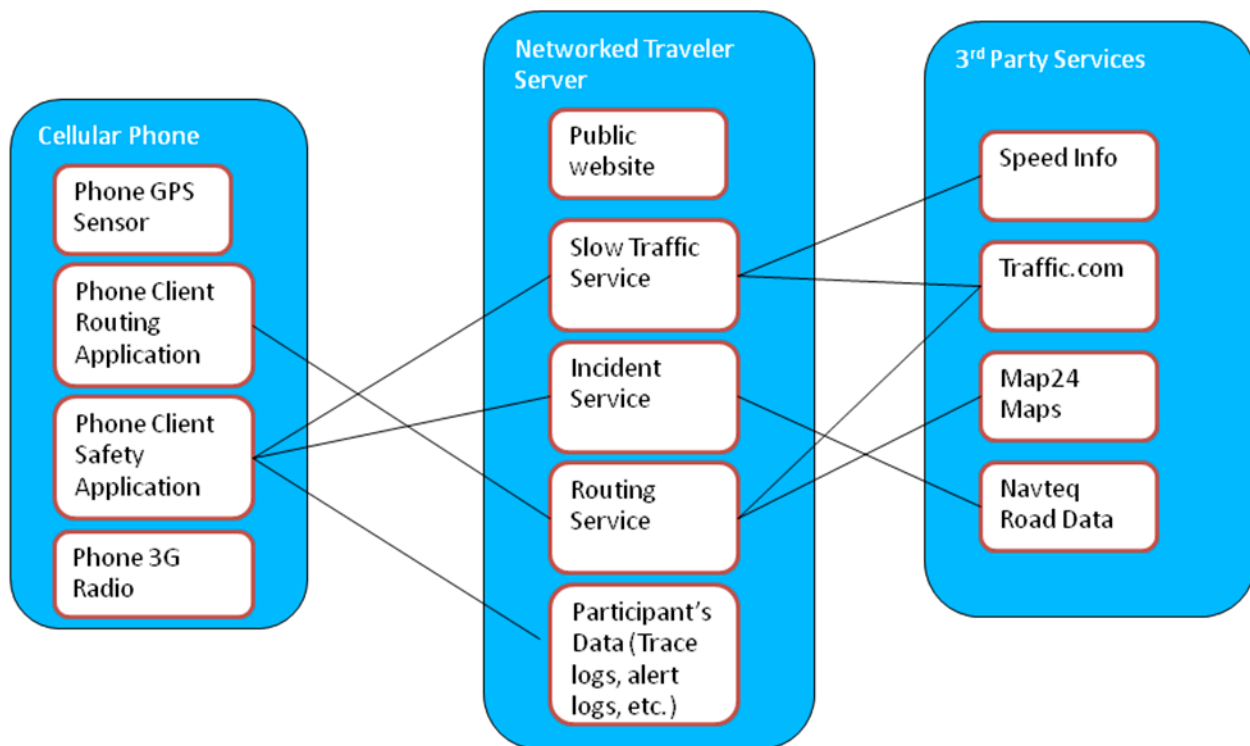 Cellular Phone
Phone GPS
Sensor
Phone Client
Routing
Application
Phone Client
Safety
Application
Phone 3G
Radio
Networked Traveler
Server
Public
website
Slow Traffic
Service
Incident
Service
Routing
Service
Participant's
Data (Trace
logs, alert
logs, etc.)
3rd Party Services
Speed Info
Traffic.com
Map24
Maps
Navteq
Road Data